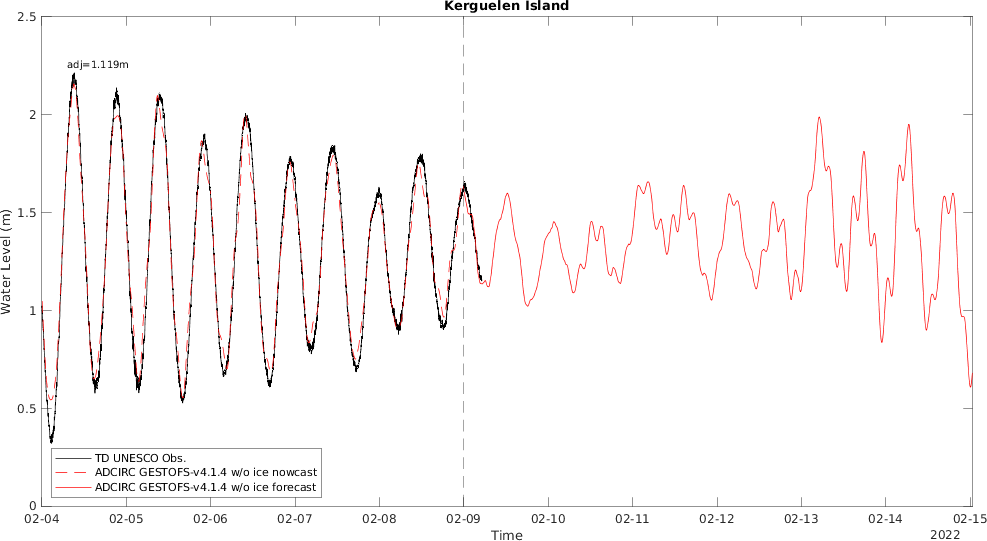 Kerguelen Island
2.5
adj=1.119m
2
1.5
Water Level (m)
1
0.5
TD UNESCO Obs.
ADCIRC GESTOFS-v4.1.4 w/o ice nowcast
ADCIRC GESTOFS-v4.1.4 w/o ice forecast
0
02-04 02-05 02-06 02-07 02-08 02-09 02-10 02-11 02-12 02-13 02-14 02-15
Time
2022